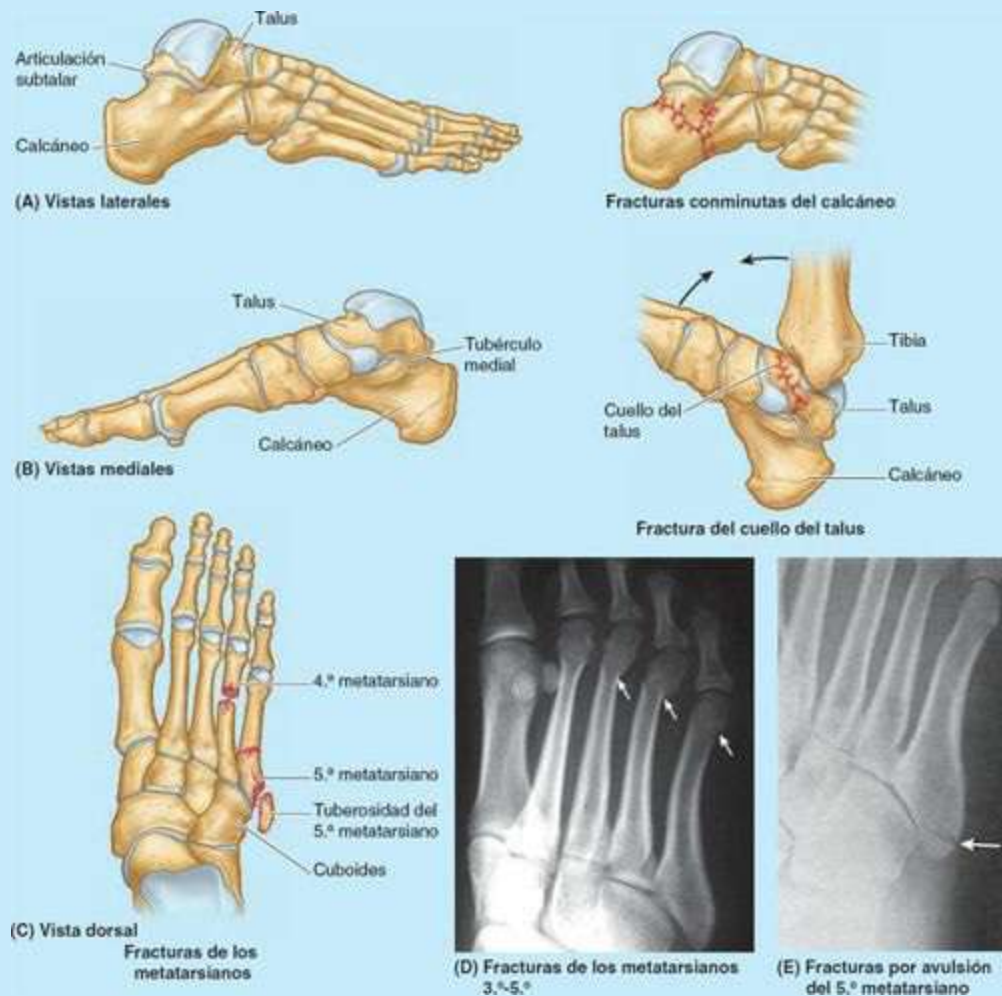 Talus
Articulación
subtalar
Calcáneo
(A) Vistas laterales
Fracturas conminutas del calcáneo
Talus
Tubérculo
medial
Calcáneo
(B) Vistas mediales
Tibia
Cuello del
talus
Talus
Calcáneo
Fractura del cuello del talus
4.º metatarsiano
5.º metatarsiano
Tuberosidad del
5.º metatarsiano
Cuboides
(C) Vista dorsal
Fracturas de los
metatarsianos
(D) Fracturas de los metatarsianos
3.º-5.º
(E) Fracturas por avulsión
del 5.º metatarsiano